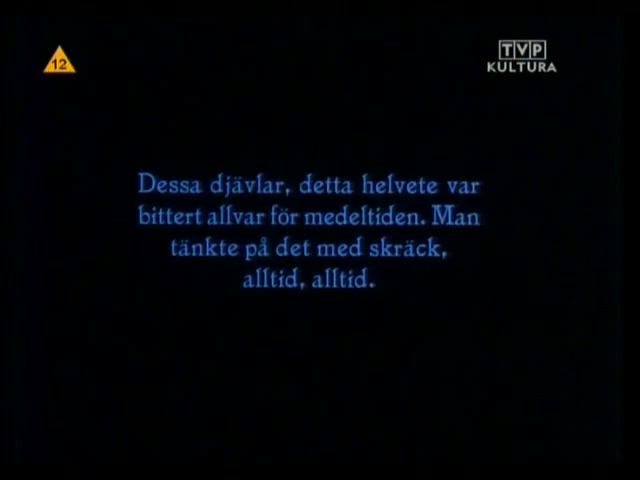 12
TVP
KULTURA
Dessa djävlar, detta helvete var
bittert allvar för medeltiden. Man
tänkte på det med skräck,
alltid, alltid.